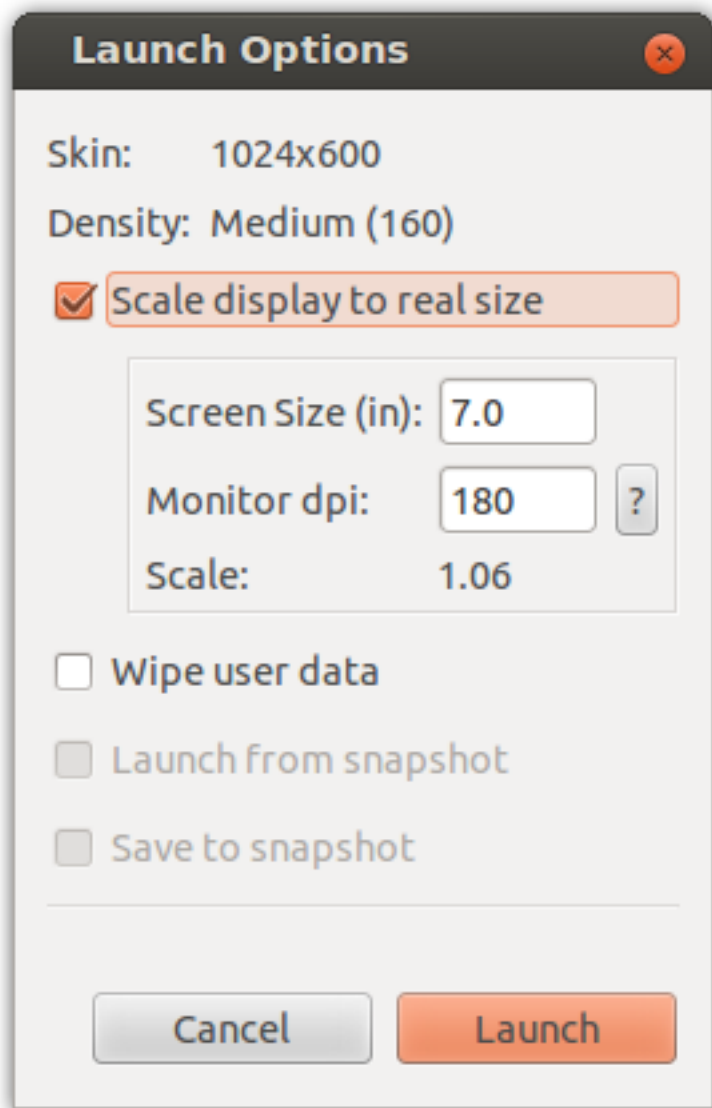 Launch Options
Skin: 1024x600
Density: Medium (160)
Scale display to real size
Screen Size (in): 7.0
Monitor dpi: 180 ?
Scale: 1.06
Wipe user data
Launch from snapshot
Save to snapshot
Cancel Launch